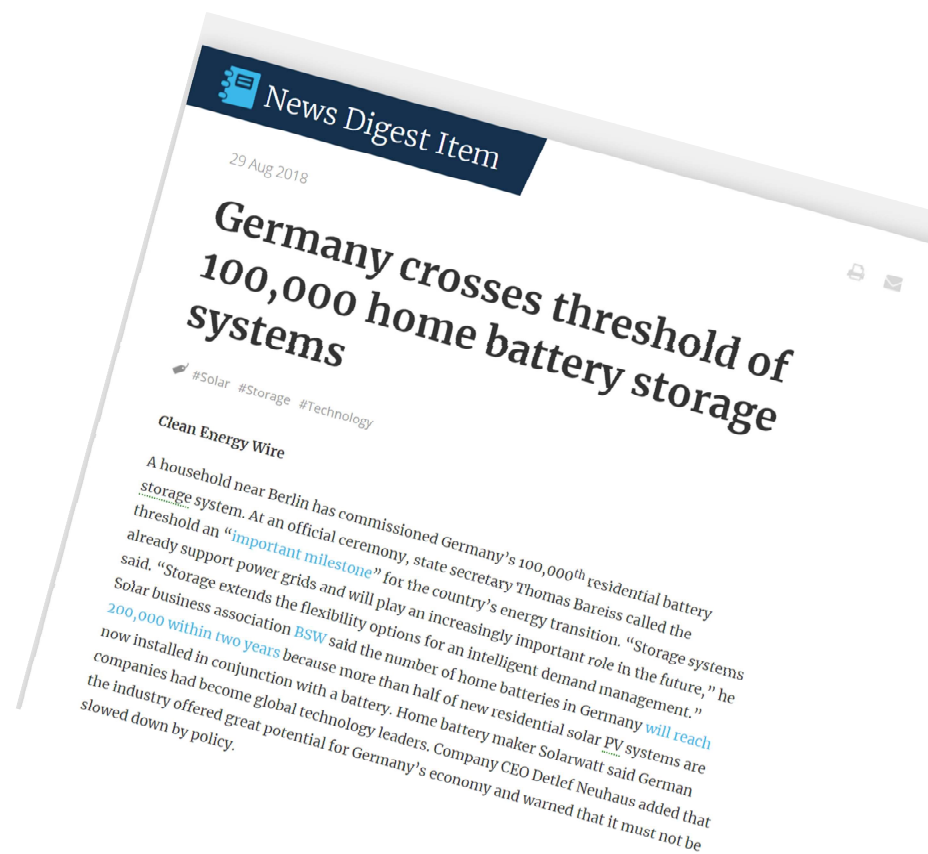 News Digest Item
29 Aug 2018
Germany crosses threshold of
100,000 home battery storage
systems
#Solar #Storage #Technology
Clean Energy Wire
A household near Berlin has commissioned Germany's 100,000th residential battery
storage system. At an official ceremony, state secretary Thomas Bareiss called the
threshold an “important milestone” for the country's energy transition. “Storage systems
already support power grids and will play an increasingly important role in the future,” he
said. “Storage extends the flexibility options for an intelligent demand management.”
Solar business association BSW said the number of home batteries in Germany will reach
200,000 within two years because more than half of new residential solar PV systems are
now installed in conjunction with a battery. Home battery maker Solarwatt said German
companies had become global technology leaders. Company CEO Detlef Neuhaus added that
the industry offered great potential for Germany's economy and warned that it must not be
slowed down by policy.